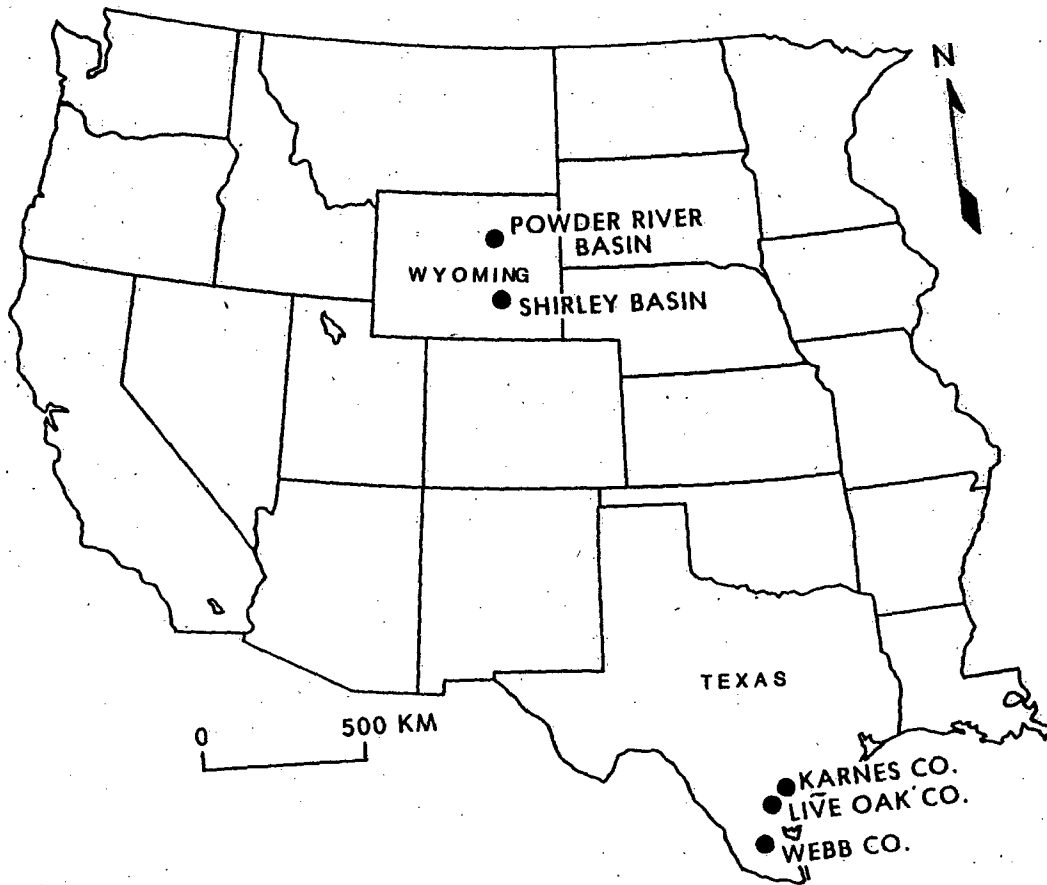 N
POWDER RIVER
BASIN
WYOMING
SHIRLEY BASIN
TEXAS
0 500 KM
KARNES CO.
LIVE OAK CO.
WEBB CO.